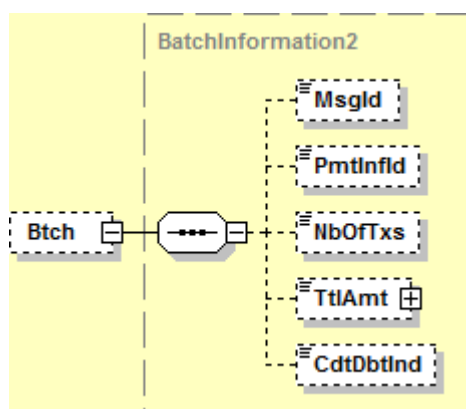 BatchInformation2
MsgId
PmtInfId
Btch
NbOfTxs
TtlAmt
CdtDbtInd